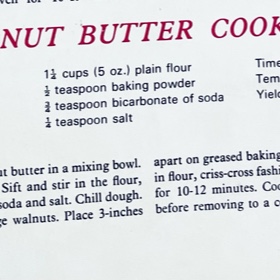 NUT BUTTER COOK
1¼ cups (5 oz.) plain flour
½ teaspoon baking powder
¾ teaspoon bicarbonate of soda
½ teaspoon salt
Time
Tem
Yield
ut butter in a mixing bowl.
Sift and stir in the flour,
soda and salt. Chill dough.
ge walnuts. Place 3-inches
apart on greased baking
in flour, criss-cross fashi
for 10-12 minutes. Coo
before removing to a c